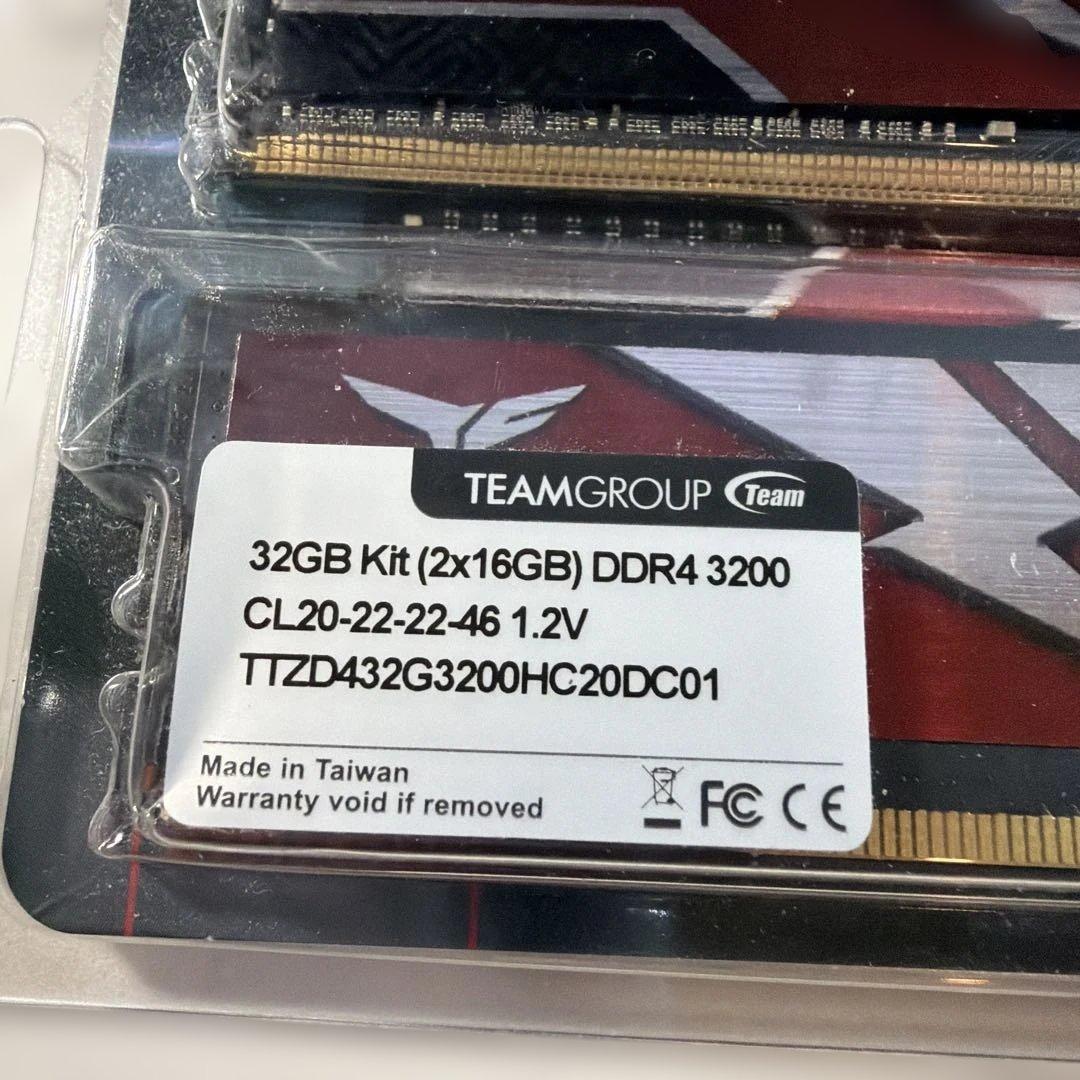 TEAMGROUP Team
32GB Kit (2x16GB) DDR4 3200
CL20-22-22-46 1.2V
TTZD432G3200HC20DC01
Made in Taiwan
Warranty void if removed
FC CE